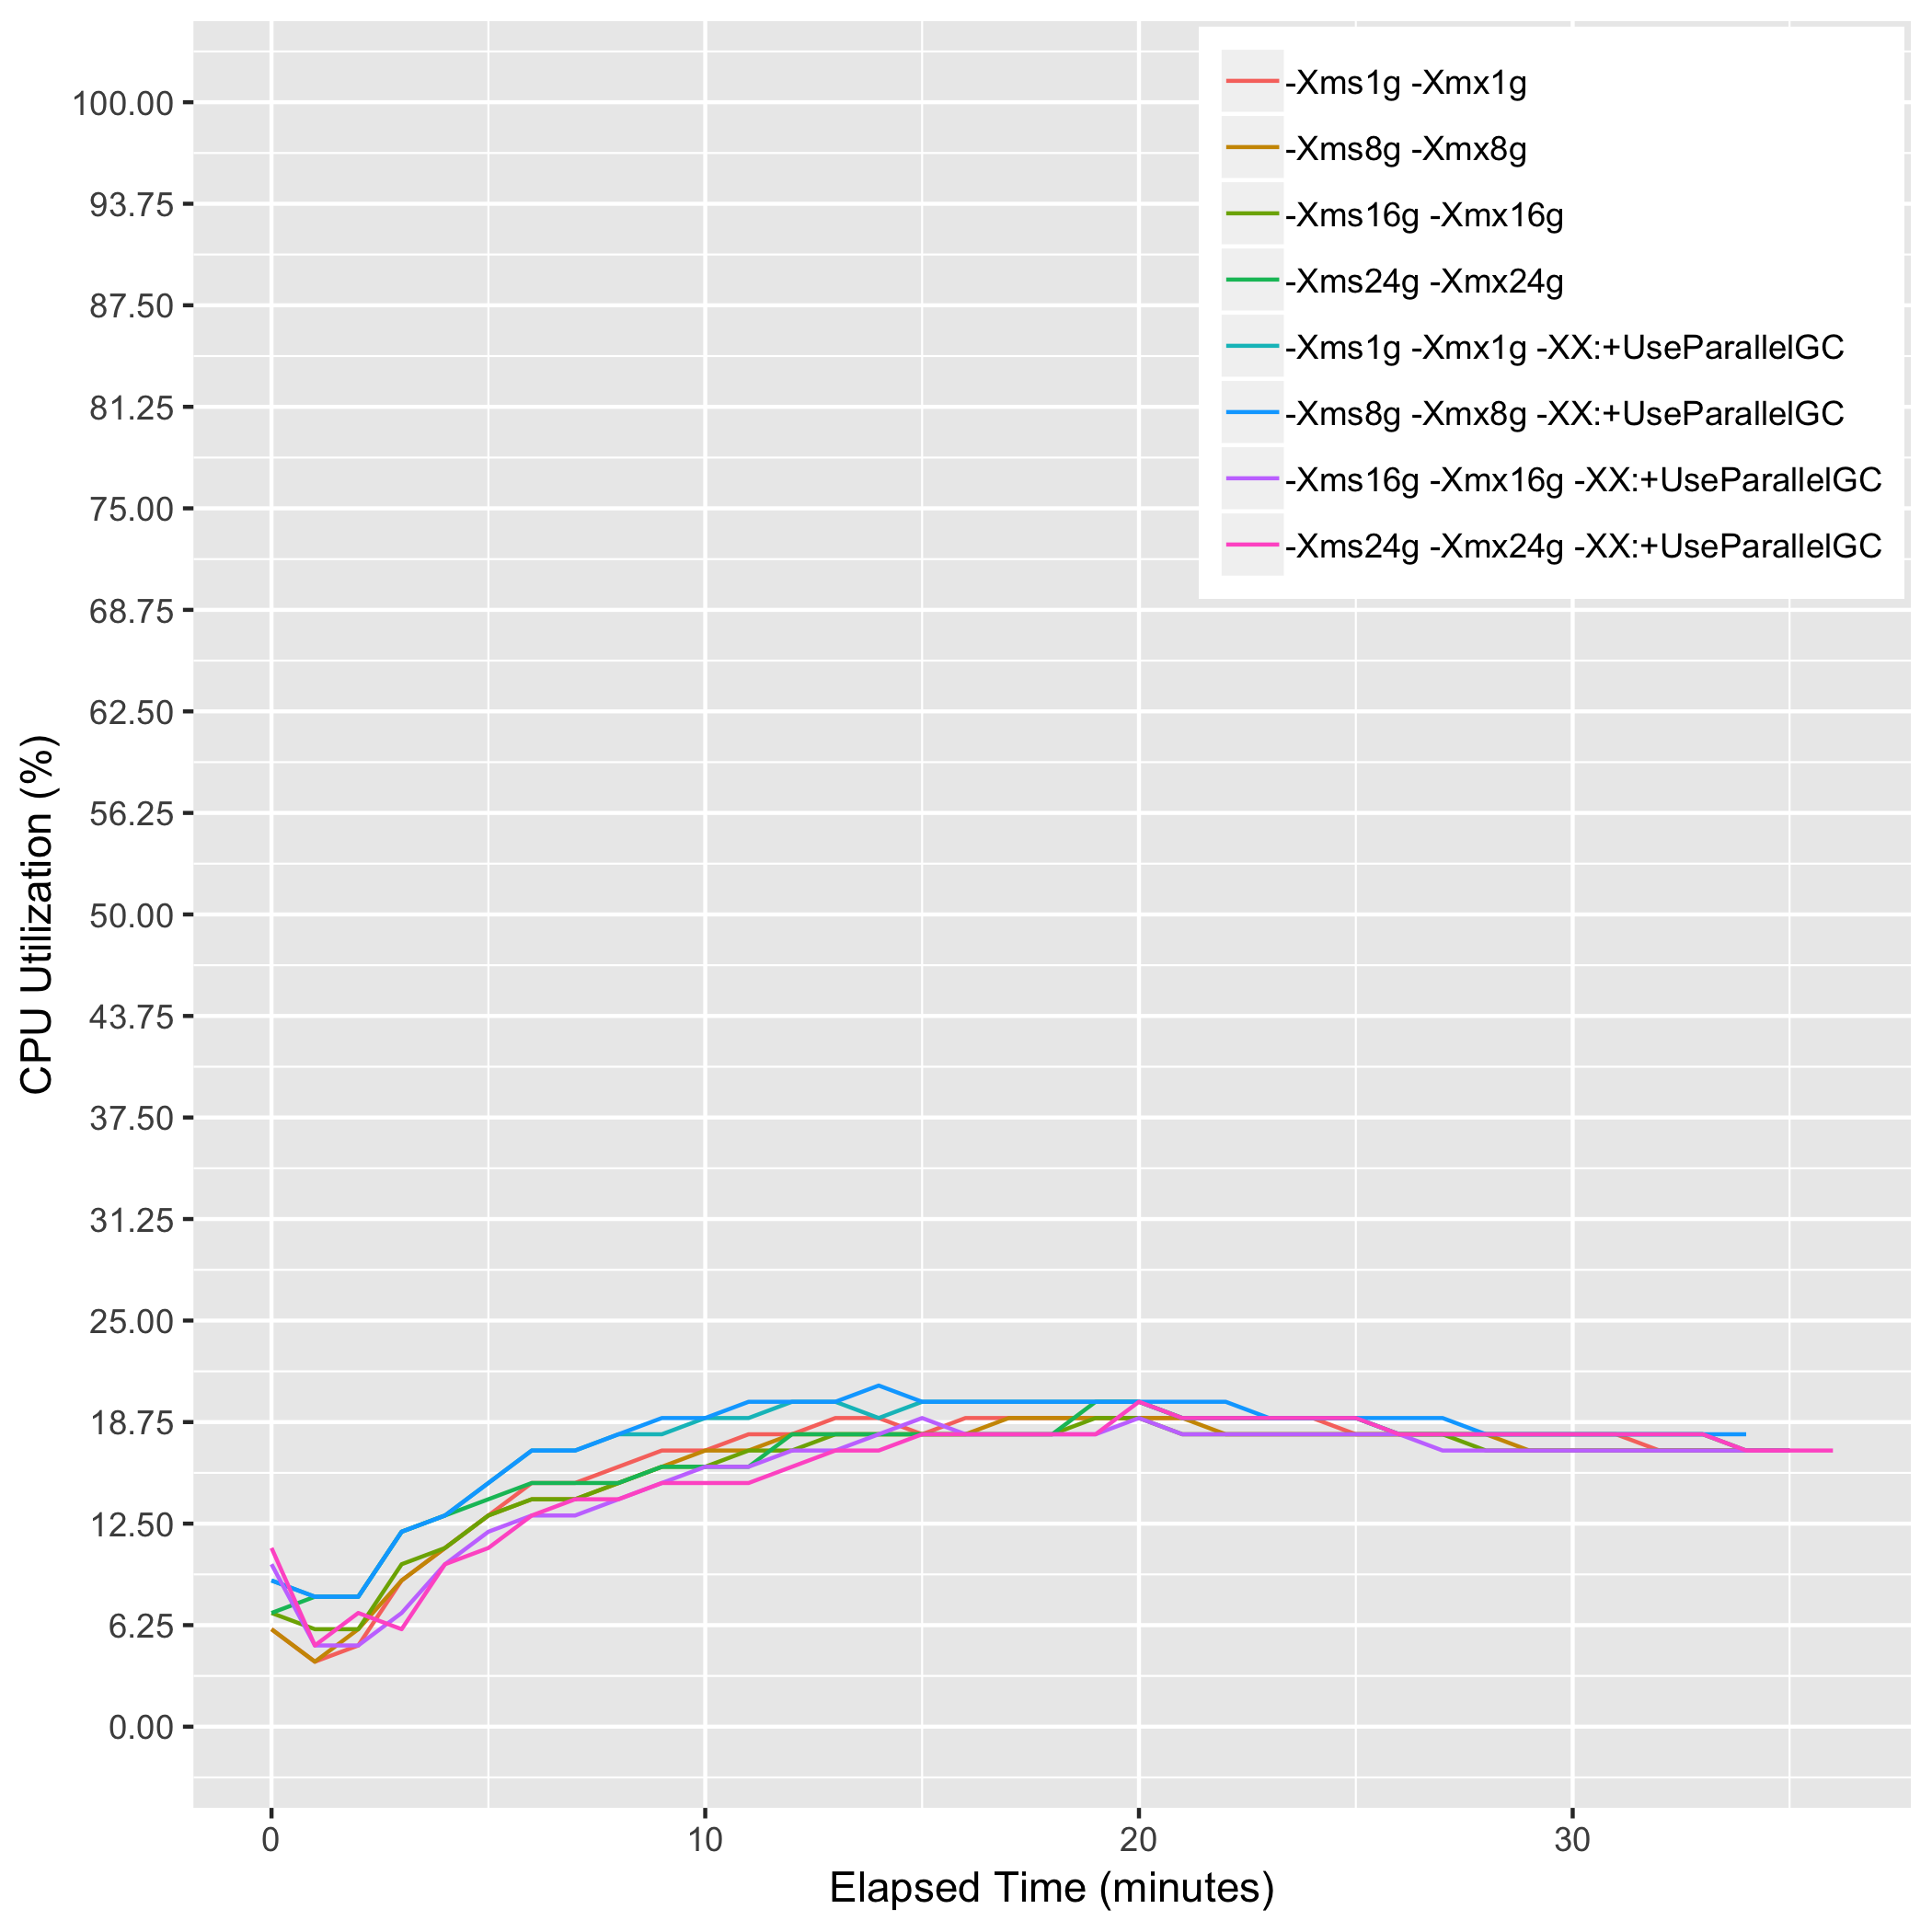 -Xms1g -Xmx1g
-Xms8g -Xmx8g
-Xms16g -Xmx16g
-Xms24g -Xmx24g
-Xms1g -Xmx1g -XX:+UseParallelGC
-Xms8g -Xmx8g -XX:+UseParallelGC
-Xms16g -Xmx16g -XX:+UseParallelGC
-Xms24g -Xmx24g -XX:+UseParallelGC
CPU Utilization (%)
100.00
93.75
87.50
81.25
75.00
68.75
62.50
56.25
50.00
43.75
37.50
31.25
25.00
18.75
12.50
6.25
0.00
0 10 20 30
Elapsed Time (minutes)